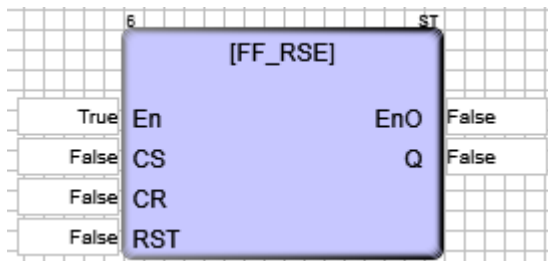 6 ST
[FF_RSE]
True En EnO False
False CS Q False
False CR
False RST